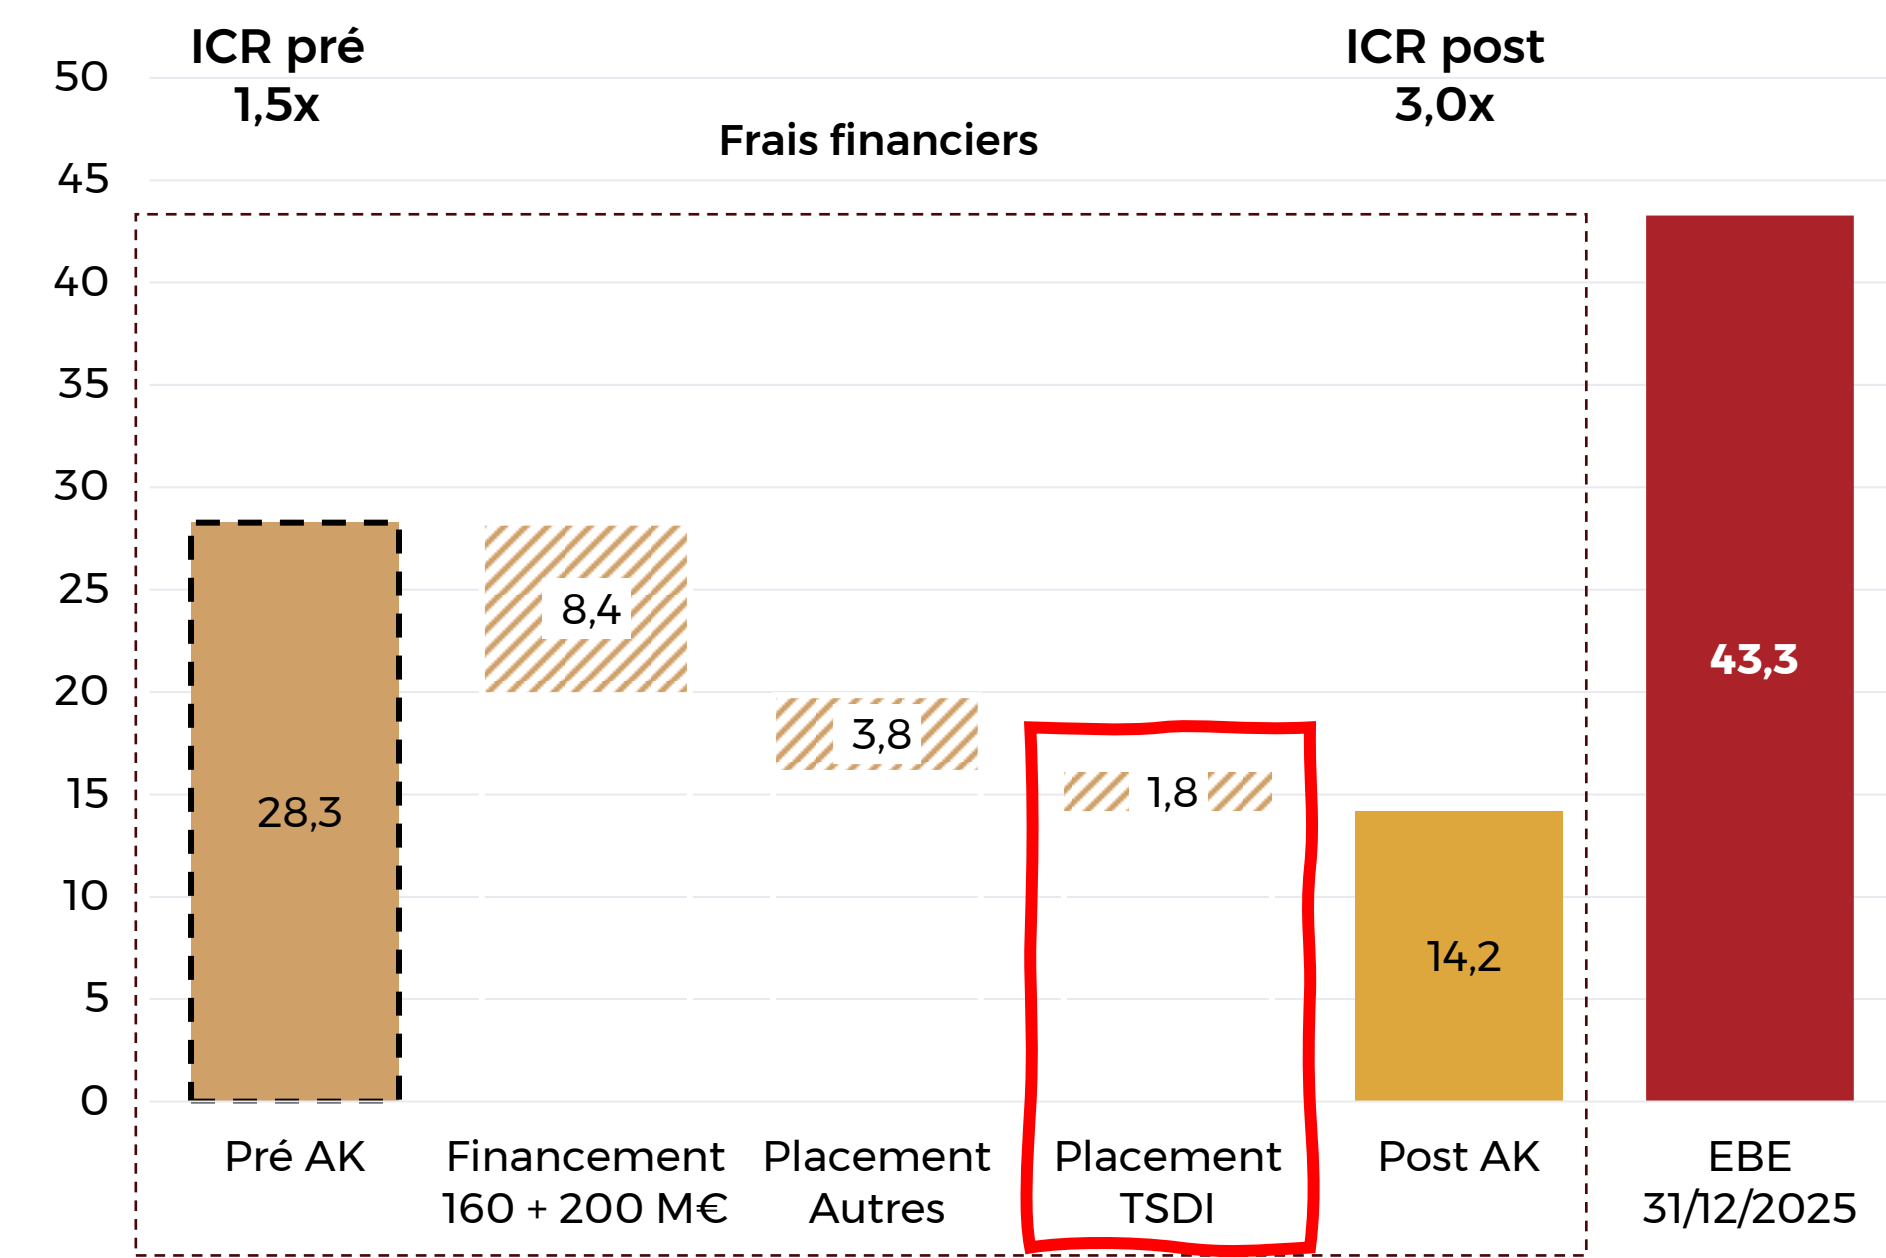 ICR pré
1,5x
ICR post
3,0x
Frais financiers
50
45
40
35
30
25
20
15
10
5
0
28,3
8,4
3,8
1,8
14,2
43,3
Pré AK
Financement
160 + 200 M€
Placement
Autres
Placement
TSDI
Post AK
EBE
31/12/2025